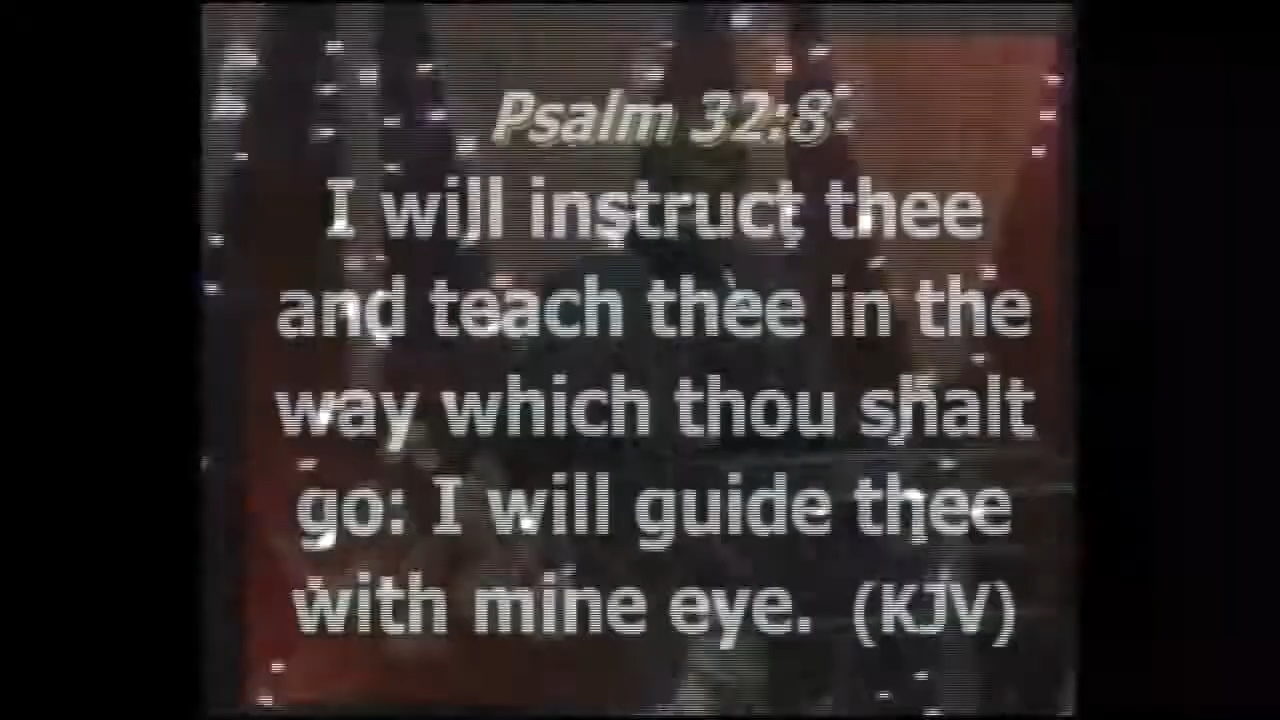 Psalm 32:8
I will instruct thee
and teach thee in the
way which thou shalt
go: I will guide thee
with mine eye. (KJV)